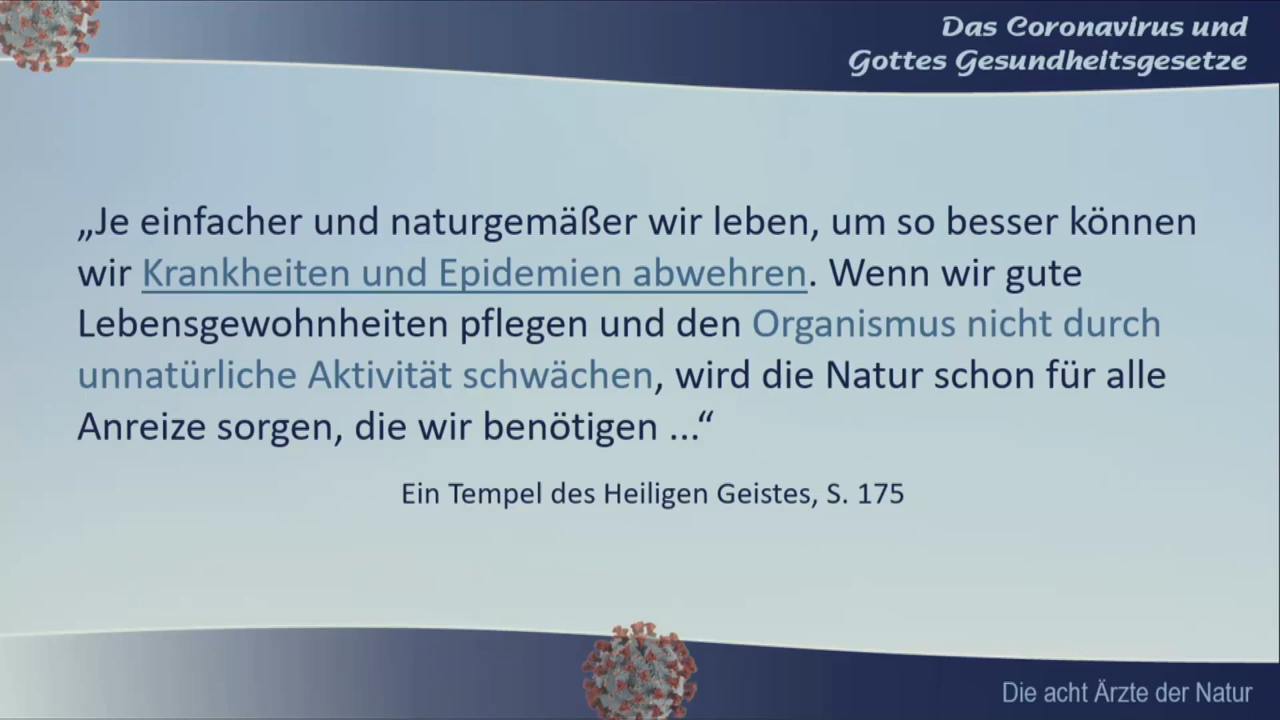 Das Coronavirus und
Gottes Gesundheitsgesetze
„Je einfacher und naturgemäßer wir leben, um so besser können
wir Krankheiten und Epidemien abwehren. Wenn wir gute
Lebensgewohnheiten pflegen und den Organismus nicht durch
unnatürliche Aktivität schwächen, wird die Natur schon für alle
Anreize sorgen, die wir benötigen ...“
Ein Tempel des Heiligen Geistes, S. 175
Die acht Ärzte der Natur